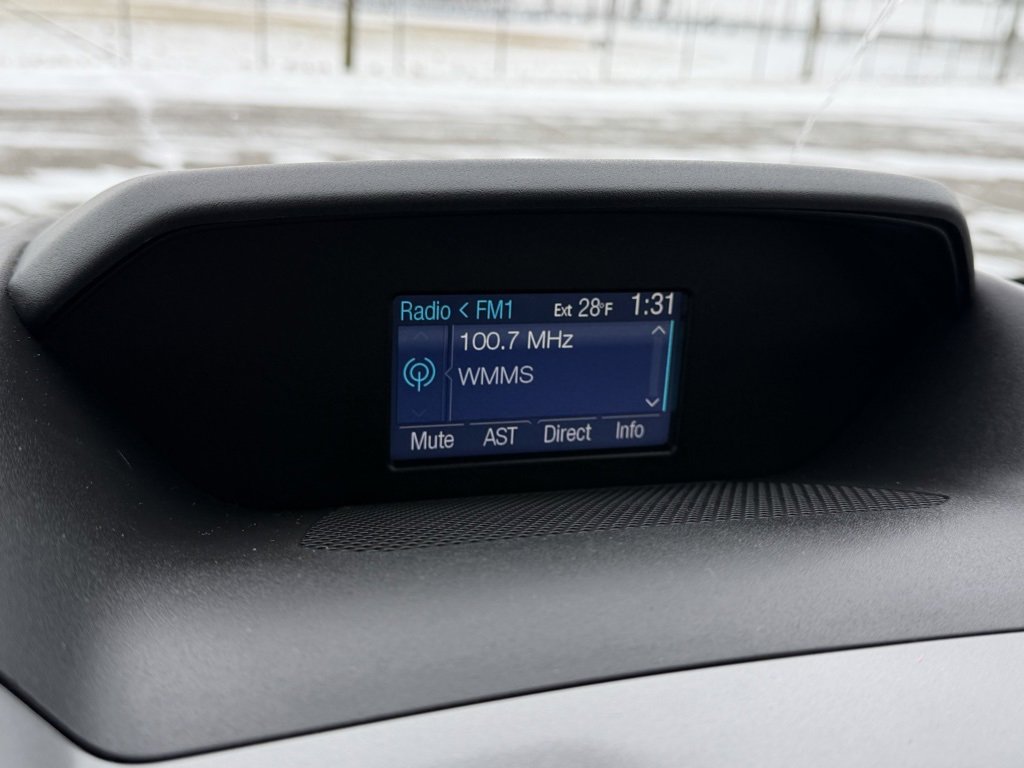 Radio < FM1 Ext 28°F 1:31
100.7 MHz
WMMS
Mute AST Direct Info